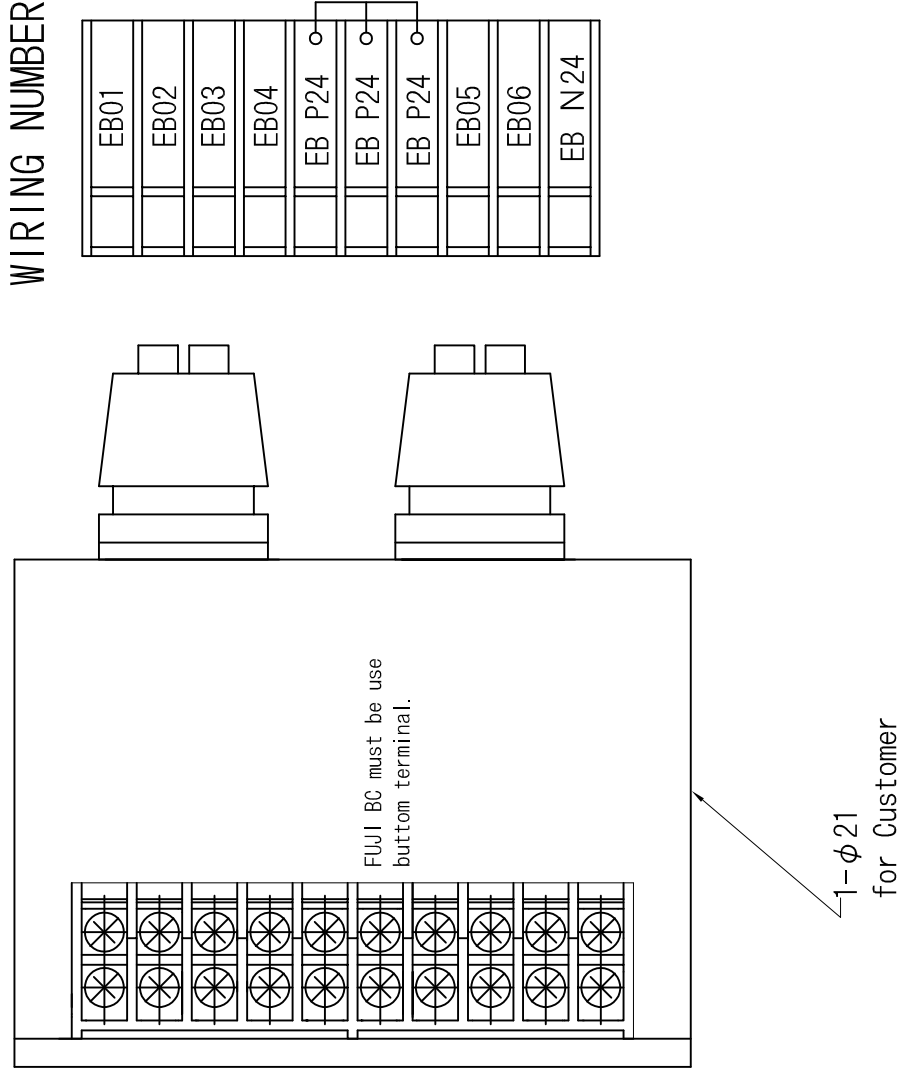 WIRING NUMBER
EB01
EB02
EB03
EB04
EB P24
EB P24
EB P24
EB05
EB06
EB N24
FUJI BC must be use
buttom terminal.
1-φ21
for Customer